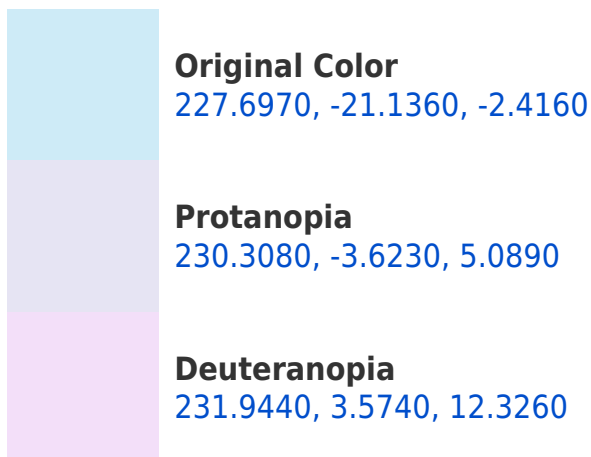 Original Color
227.6970, -21.1360, -2.4160
Protanopia
230.3080, -3.6230, 5.0890
Deuteranopia
231.9440, 3.5740, 12.3260